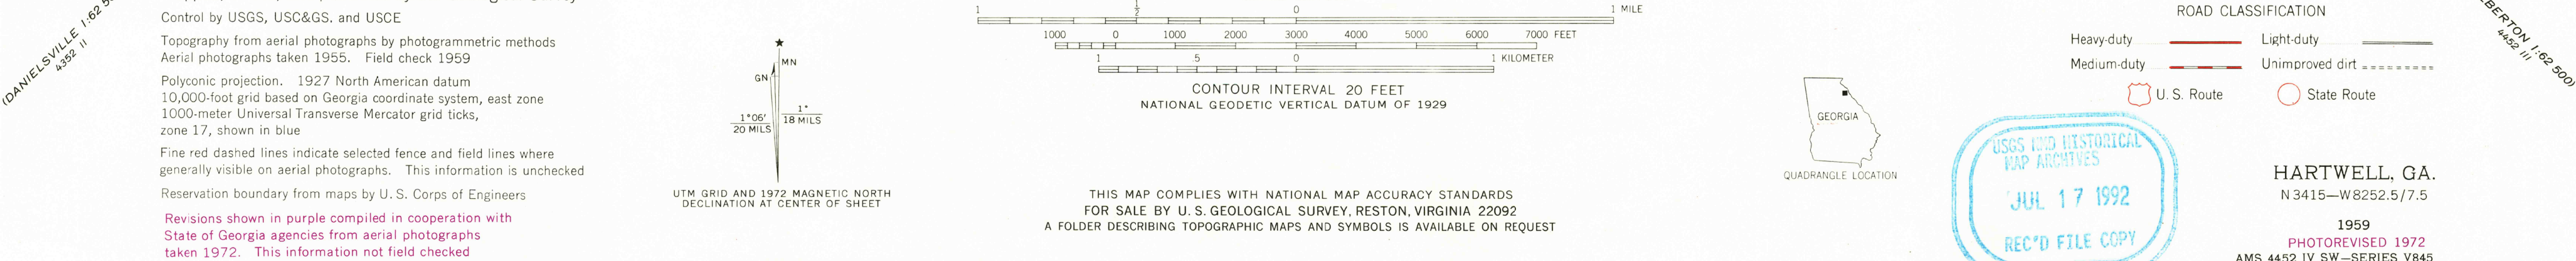 (DANIELSVILLE 1:62 50
4352 II
Control by USGS, USC&GS. and USCE
Topography from aerial photographs by photogrammetric methods
Aerial photographs taken 1955. Field check 1959
Polyconic projection. 1927 North American datum
10,000-foot grid based on Georgia coordinate system, east zone
1000-meter Universal Transverse Mercator grid ticks,
zone 17, shown in blue
Fine red dashed lines indicate selected fence and field lines where
generally visible on aerial photographs. This information is unchecked
Reservation boundary from maps by U. S. Corps of Engineers
Revisions shown in purple compiled in cooperation with
State of Georgia agencies from aerial photographs
taken 1972. This information not field checked
MN
GN
1°06'
20 MILS
1°
18 MILS
UTM GRID AND 1972 MAGNETIC NORTH
DECLINATION AT CENTER OF SHEET
1 1/2 0 1 MILE
1000 0 1000 2000 3000 4000 5000 6000 7000 FEET
1 .5 0 1 KILOMETER
CONTOUR INTERVAL 20 FEET
NATIONAL GEODETIC VERTICAL DATUM OF 1929
THIS MAP COMPLIES WITH NATIONAL MAP ACCURACY STANDARDS
FOR SALE BY U. S. GEOLOGICAL SURVEY, RESTON, VIRGINIA 22092
A FOLDER DESCRIBING TOPOGRAPHIC MAPS AND SYMBOLS IS AVAILABLE ON REQUEST
GEORGIA
QUADRANGLE LOCATION
ROAD CLASSIFICATION
Heavy-duty Light-duty
Medium-duty Unimproved dirt
U. S. Route State Route
USGS NMD HISTORICAL
MAP ARCHIVES
JUL 17 1992
REC'D FILE COPY
BERTON 1:62 500)
4452 III
HARTWELL, GA.
N3415—W8252.5/7.5
1959
PHOTOREVISED 1972
AMS 4452 IV SW—SERIES V845